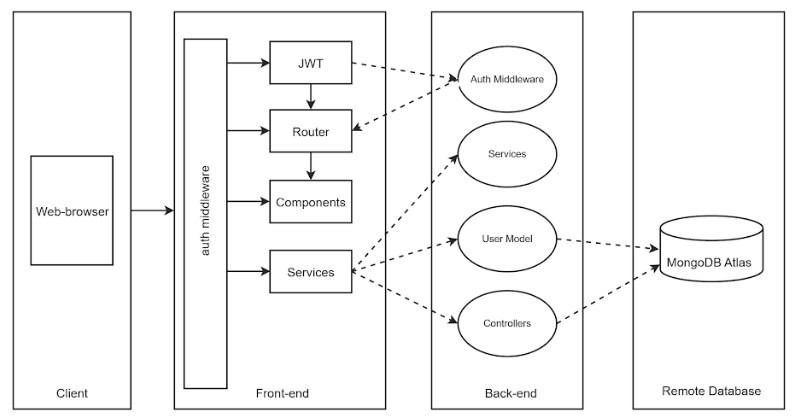 Web-browser
Client
auth middleware
JWT
Router
Components
Services
Front-end
Auth Middleware
Services
User Model
Controllers
Back-end
MongoDB Atlas
Remote Database